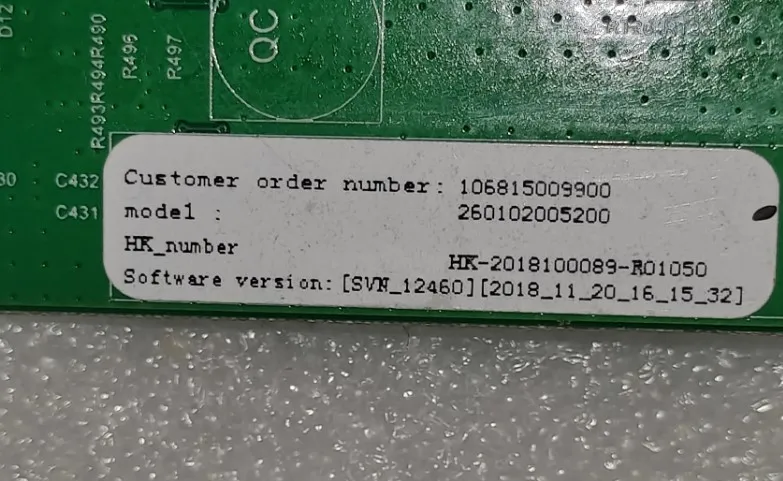 D12
R493R494R490
R496
R497
QC
C432
C431
Customer order number: 106815009900
model : 260102005200
HK_number
HK-2018100089-R01050
Software version: [SVN_12460][2018_11_20_16_15_32]